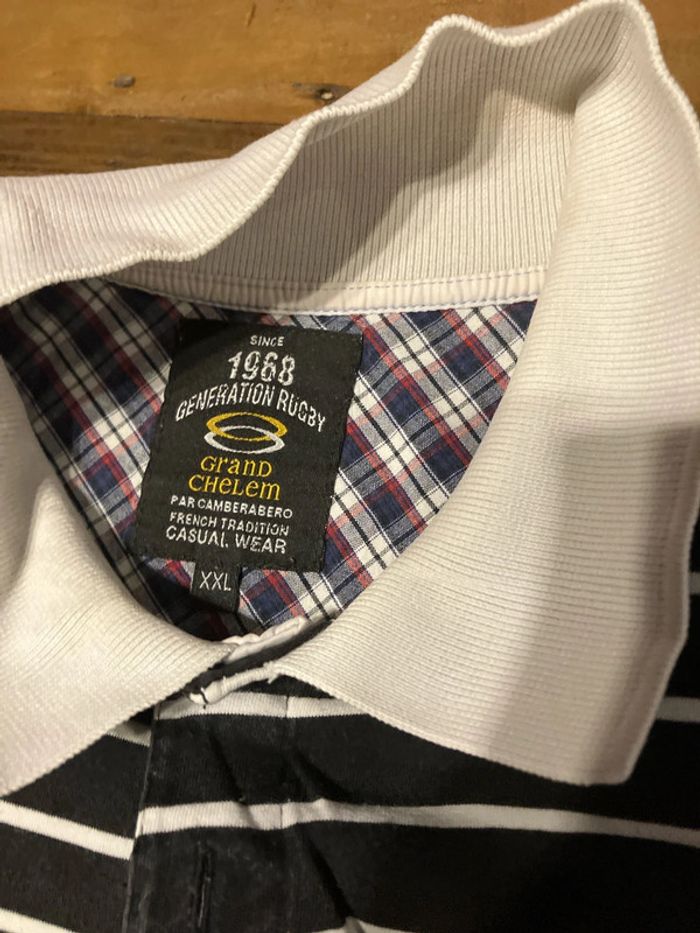 SINCE
1968
GENERATION RUGBY
Grand
CHeLem
PAR CAMBERABERO
FRENCH TRADITION
CASUAL WEAR
XXL